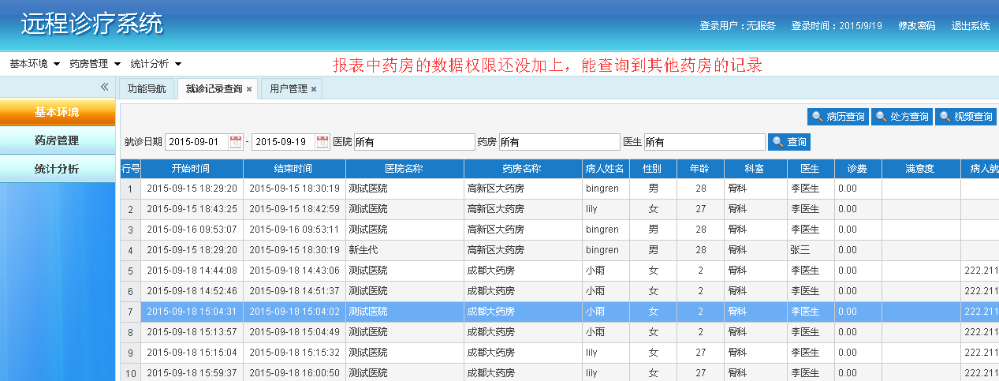 远程诊疗系统
登录用户：无服务 登录时间：2015/9/19 修改密码 退出系统
基本环境 药房管理 统计分析
报表中药房的数据权限还没加上，能查询到其他药房的记录
功能导航 就诊记录查询 用户管理
基本环境
药房管理
统计分析
病历查询 处方查询 视频查询
就诊日期 2015-09-01 - 2015-09-19 医院 所有 药房 所有 医生 所有 查询
行号 开始时间 结束时间 医院名称 药房名称 病人姓名 性别 年龄 科室 医生 诊费 满意度 病人就
1 2015-09-15 18:29:20 2015-09-15 18:30:19 测试医院 高新区大药房 bingren 男 28 骨科 李医生 0.00
2 2015-09-15 18:43:25 2015-09-15 18:42:59 测试医院 高新区大药房 lily 女 27 骨科 李医生 0.00
3 2015-09-16 09:53:07 2015-09-16 09:53:11 测试医院 高新区大药房 bingren 男 28 骨科 李医生 0.00
4 2015-09-15 18:29:20 2015-09-15 18:30:19 新生代 高新区大药房 bingren 男 28 骨科 张三 0.00
5 2015-09-18 14:44:08 2015-09-18 14:43:06 测试医院 成都大药房 小雨 女 2 骨科 李医生 0.00 222.211
6 2015-09-18 14:52:46 2015-09-18 14:51:37 测试医院 成都大药房 小雨 女 2 骨科 李医生 0.00 222.211
7 2015-09-18 15:04:31 2015-09-18 15:04:02 测试医院 成都大药房 小雨 女 2 骨科 李医生 0.00 222.211
8 2015-09-18 15:13:57 2015-09-18 15:04:49 测试医院 成都大药房 小雨 女 2 骨科 李医生 0.00 222.211
9 2015-09-18 15:15:04 2015-09-18 15:15:32 测试医院 成都大药房 lily 女 27 骨科 李医生 0.00 222.211
10 2015-09-18 15:59:37 2015-09-18 16:00:50 测试医院 成都大药房 lily 女 27 骨科 李医生 0.00 222.211